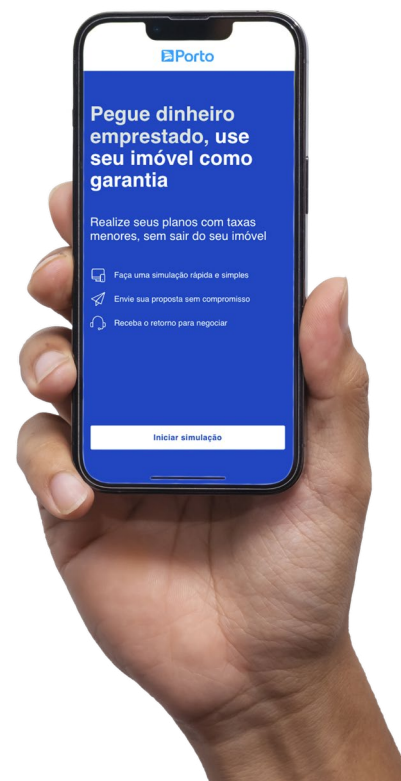 Porto
Pegue dinheiro
emprestado, use
seu imóvel como
garantia
Realize seus planos com taxas
menores, sem sair do seu imóvel
Faça uma simulação rápida e simples
Envie sua proposta sem compromisso
Receba o retorno para negociar
Iniciar simulação